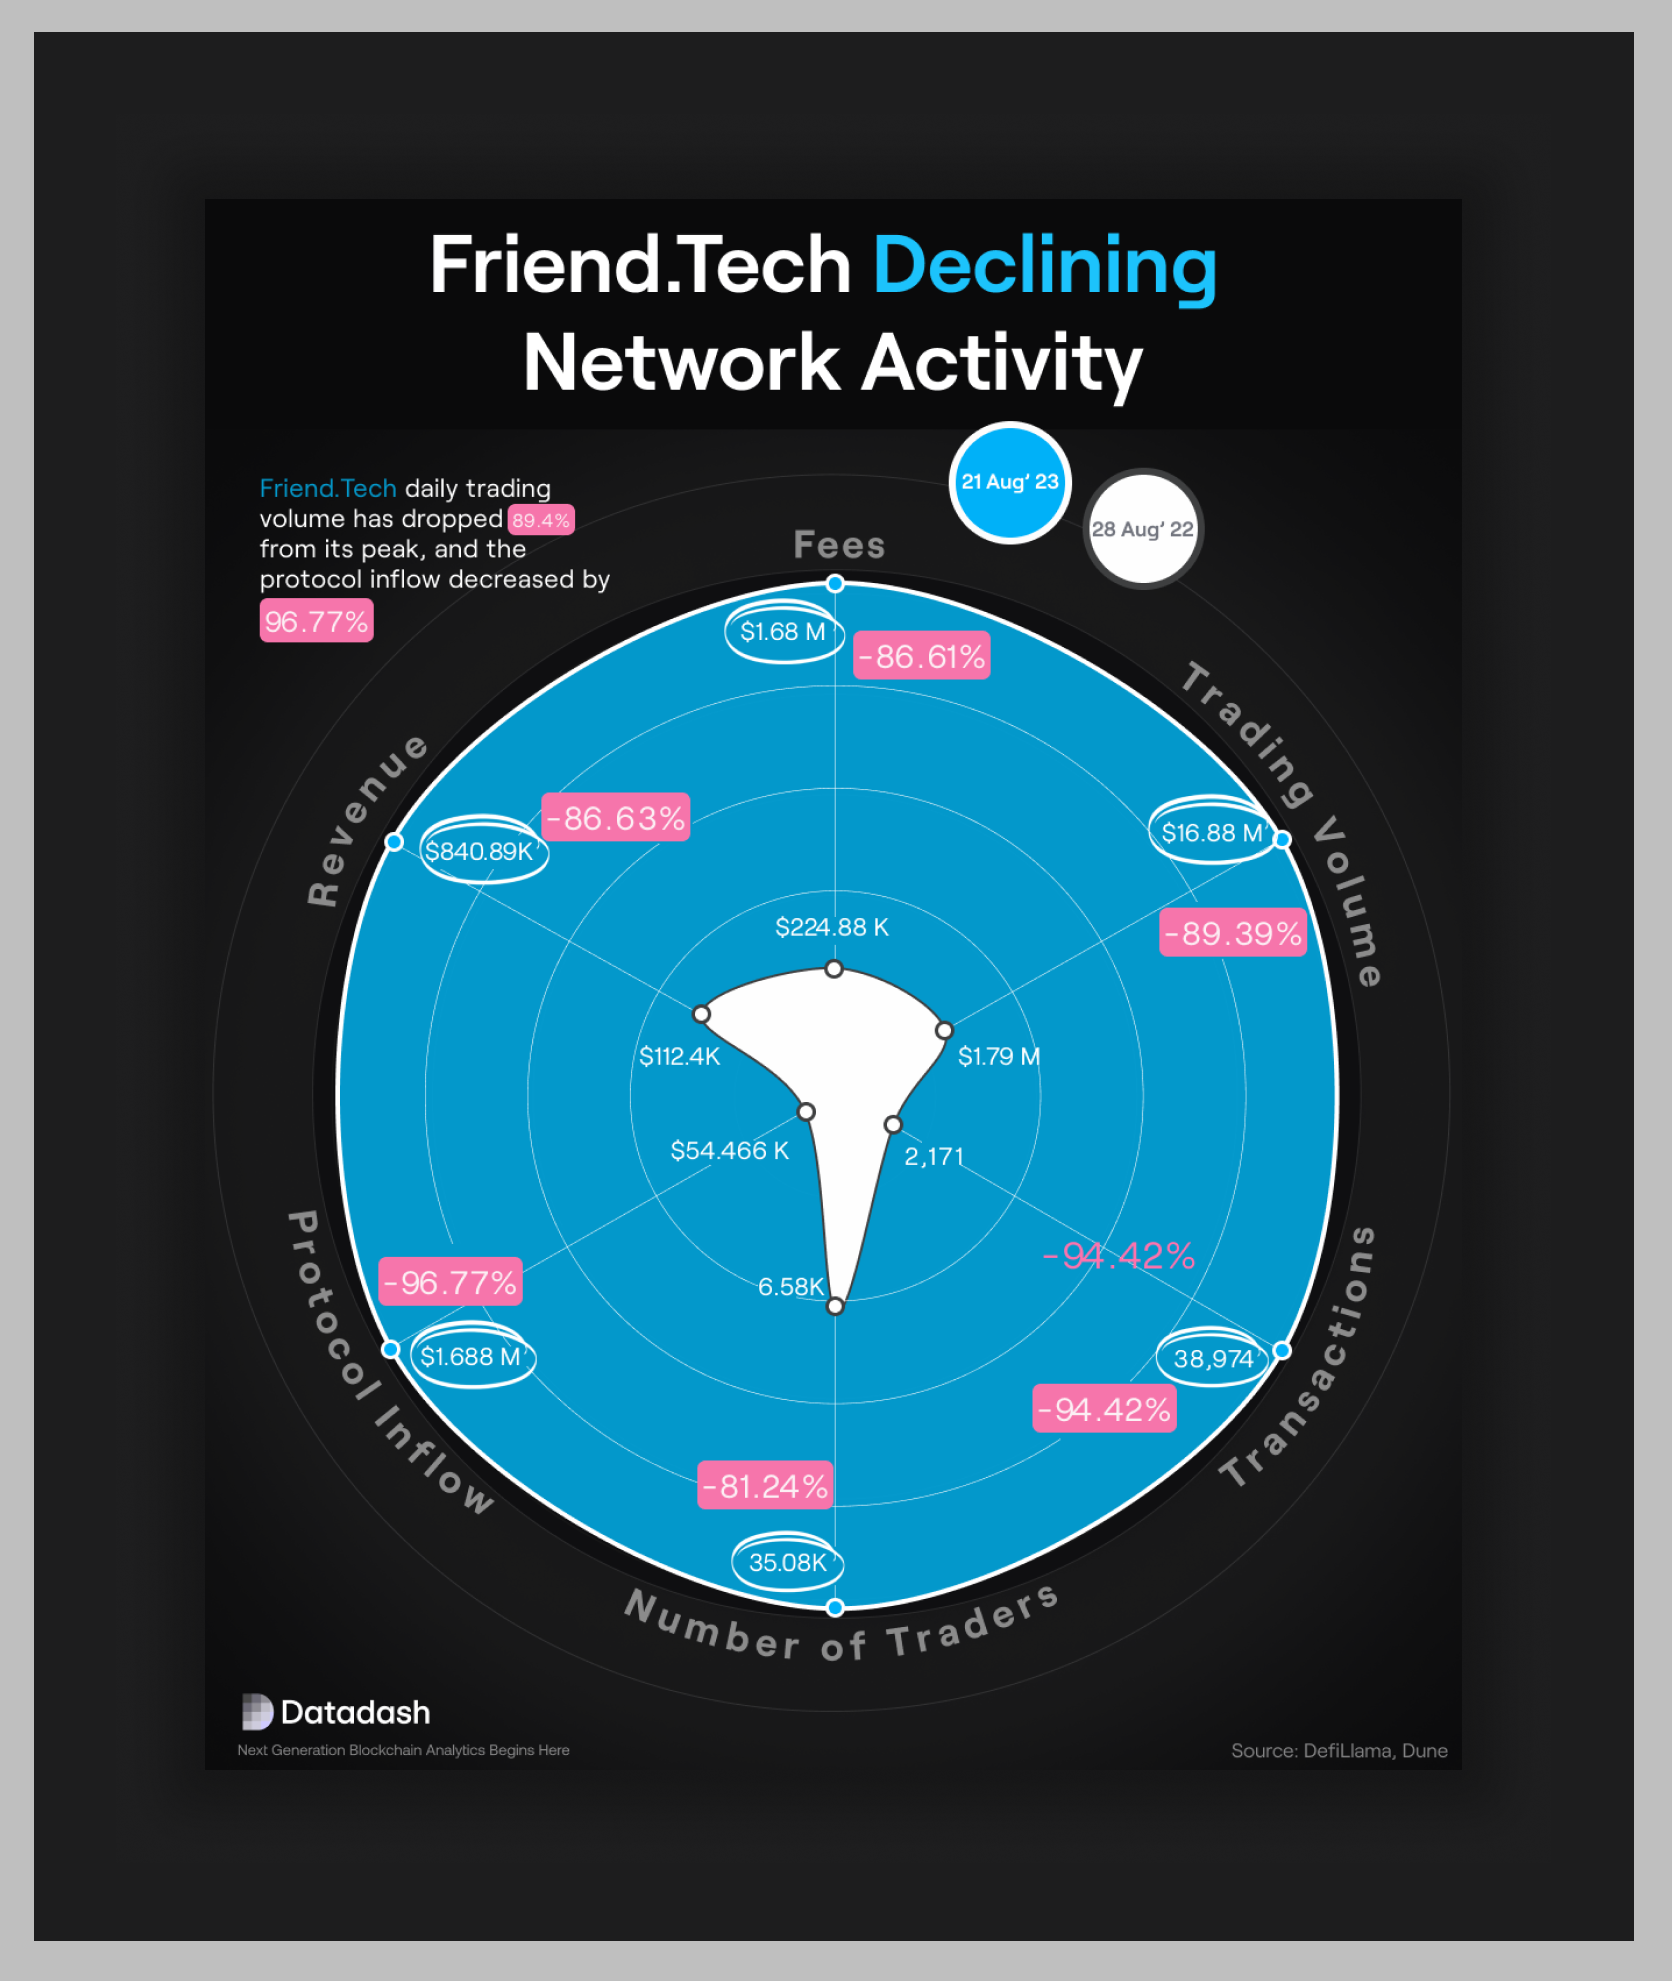 Friend.Tech Declining
Network Activity
21 Aug’ 23
28 Aug’ 22
Friend.Tech daily trading
volume has dropped 89.4%
from its peak, and the
protocol inflow decreased by
96.77%
Fees
$1.68 M
-86.61%
Trading Volume
$16.88 M
-89.39%
Revenue
$840.89K
-86.63%
$224.88 K
$112.4K
$1.79 M
$54.466 K
2,171
6.58K
-94.42%
Protocol Inflow
-96.77%
$1.688 M
Transactions
38,974
-94.42%
-81.24%
35.08K
Number of Traders
Datadash
Next Generation Blockchain Analytics Begins Here
Source: DefiLlama, Dune